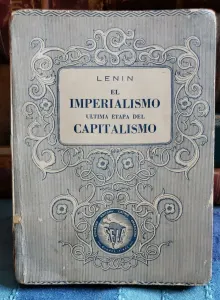 LENIN
EL
IMPERIALISMO
ULTIMA ETAPA DEL
CAPITALISMO